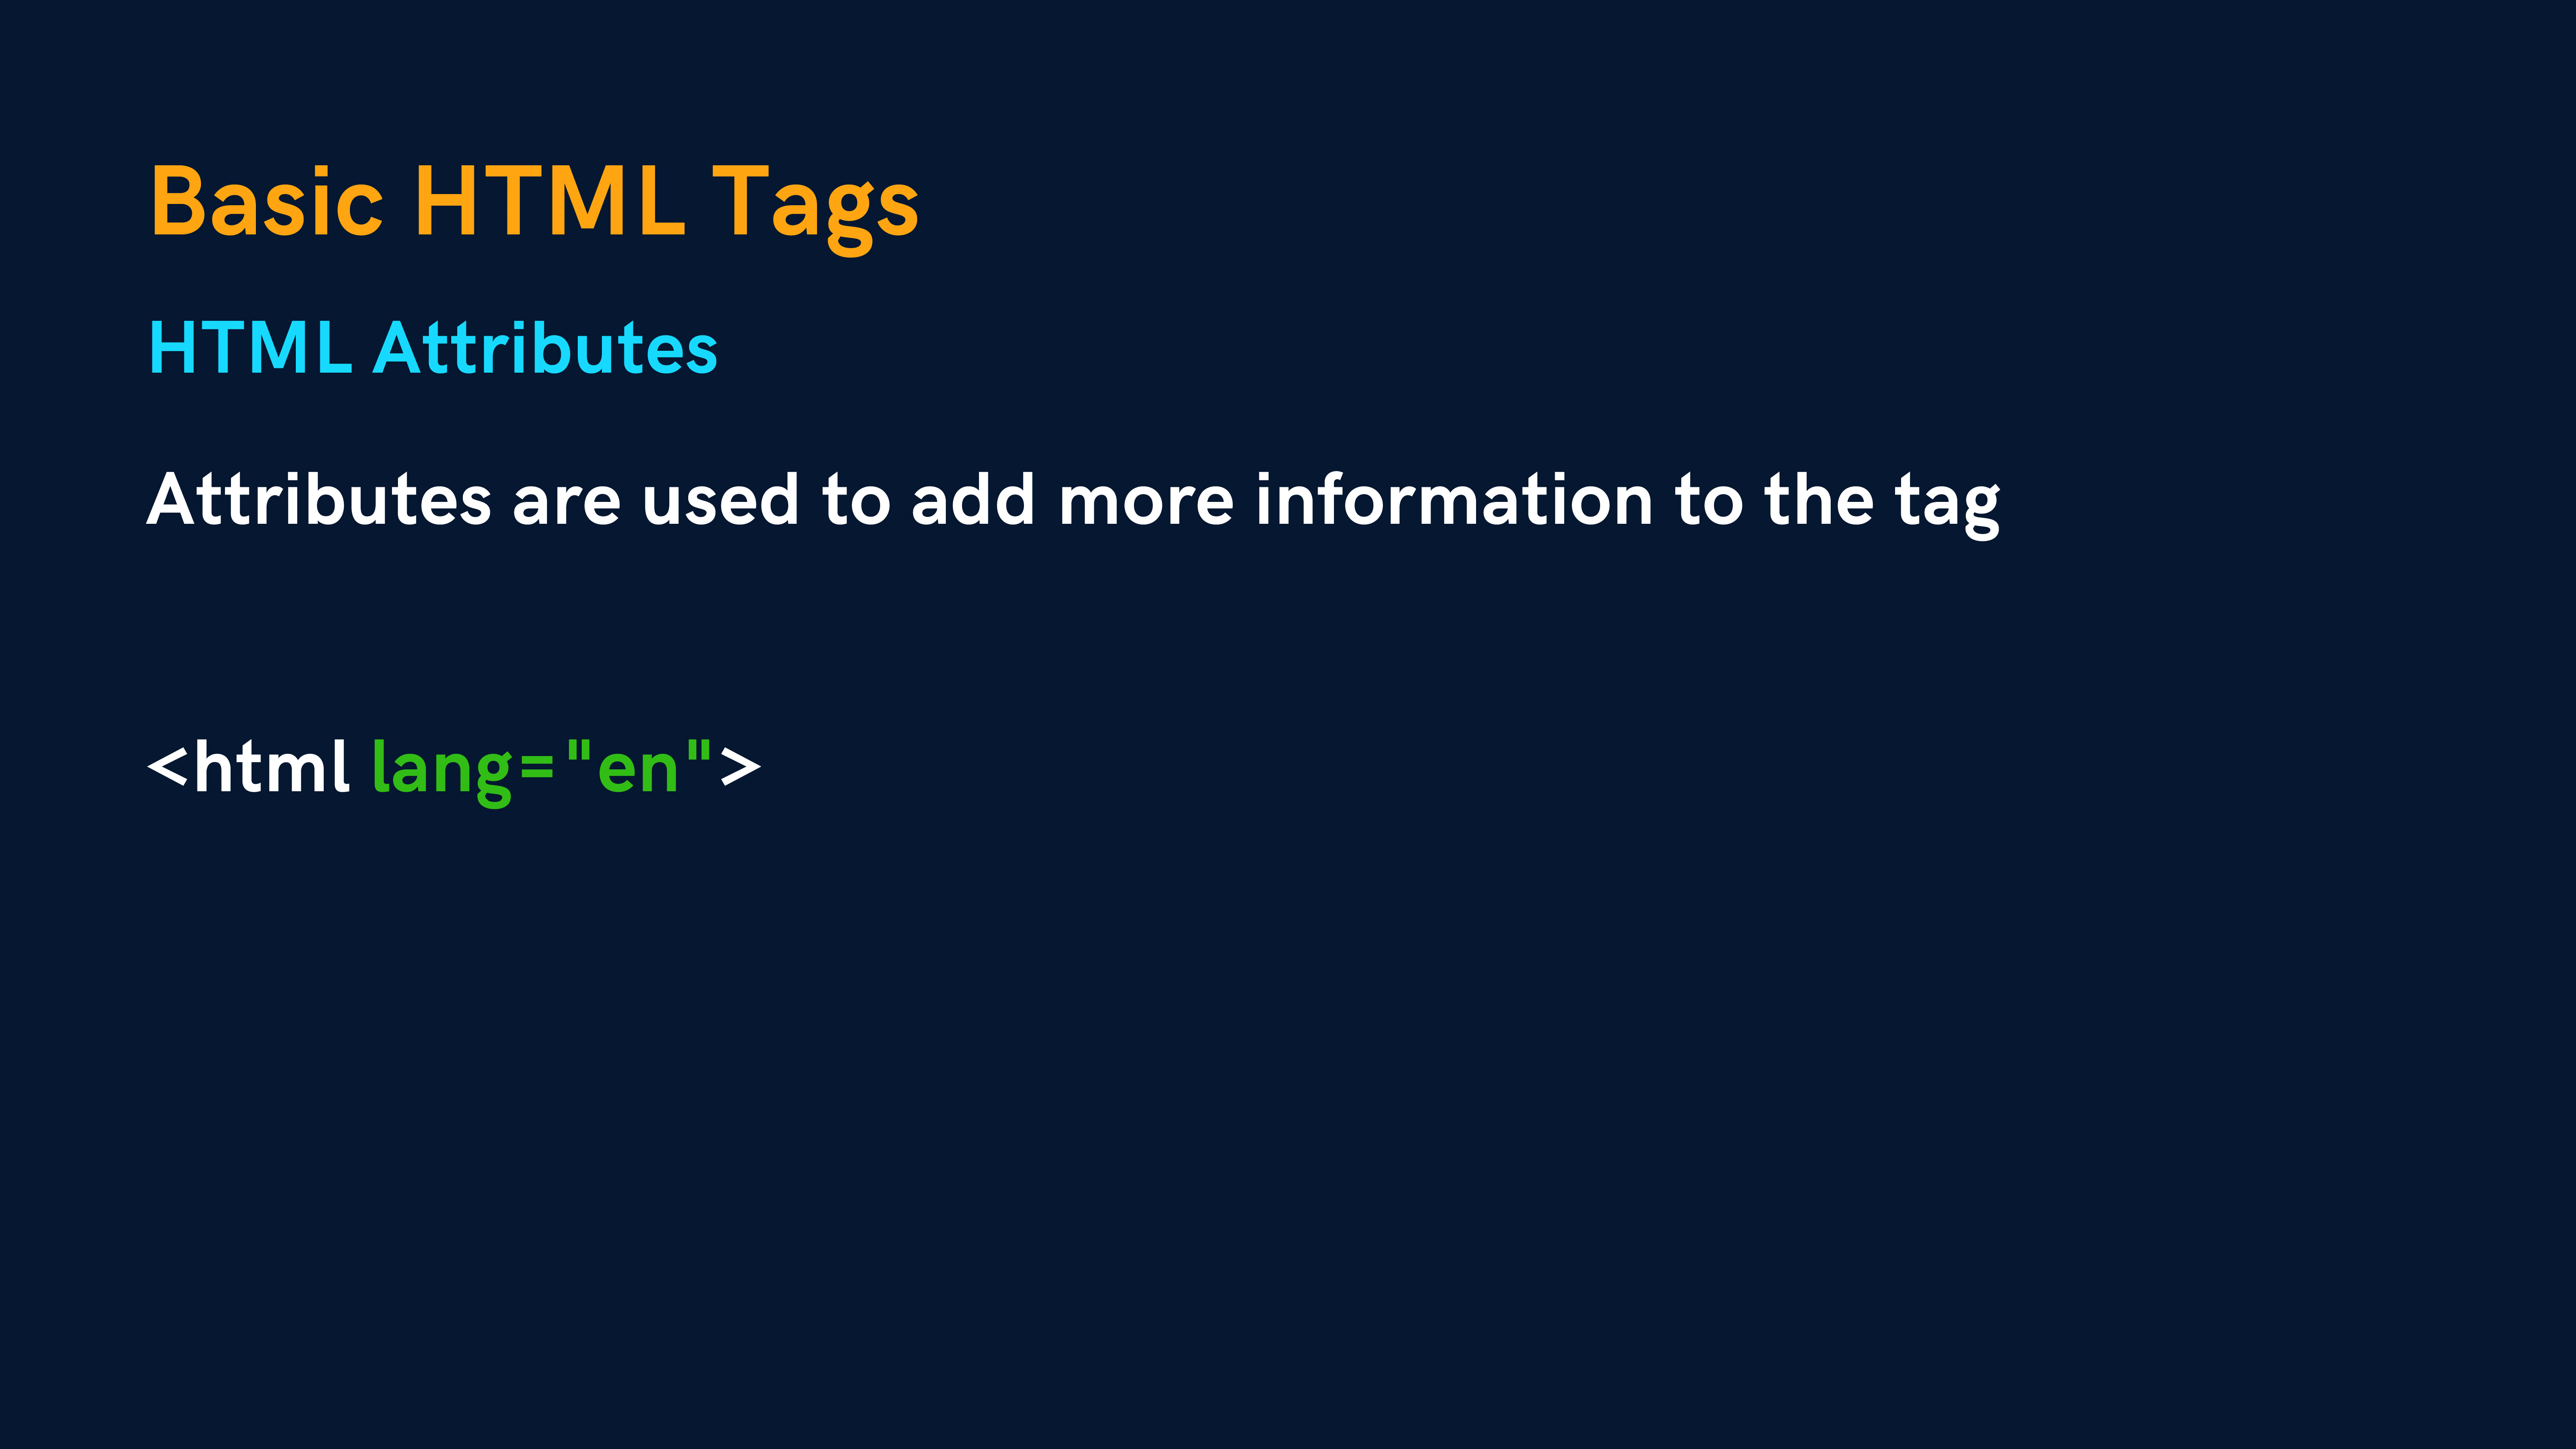 Basic HTML Tags
HTML Attributes
Attributes are used to add more information to the tag
<html lang="en">